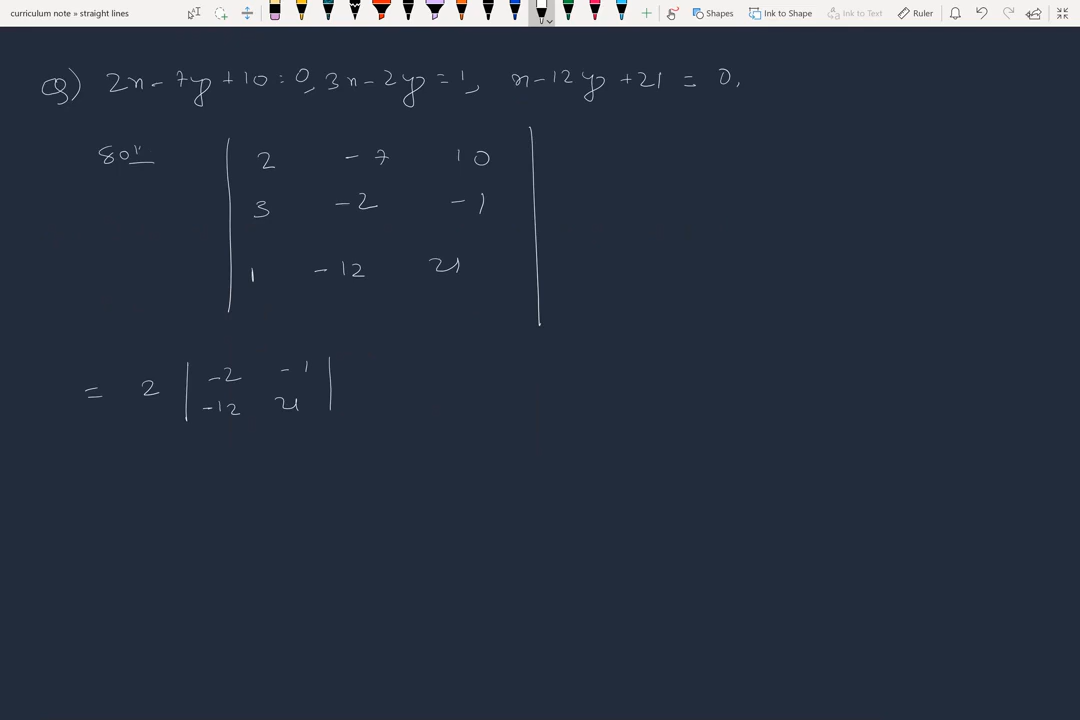 curriculum note » straight lines
Shapes Ink to Shape Ink to Text Ruler
Q) 2x - 7y + 10 = 0, 3x - 2y = 1, x - 12y + 21 = 0.
Solⁿ
2 -7 10
3 -2 -1
1 -12 21
= 2 | -2 -1 |
| -12 21 |